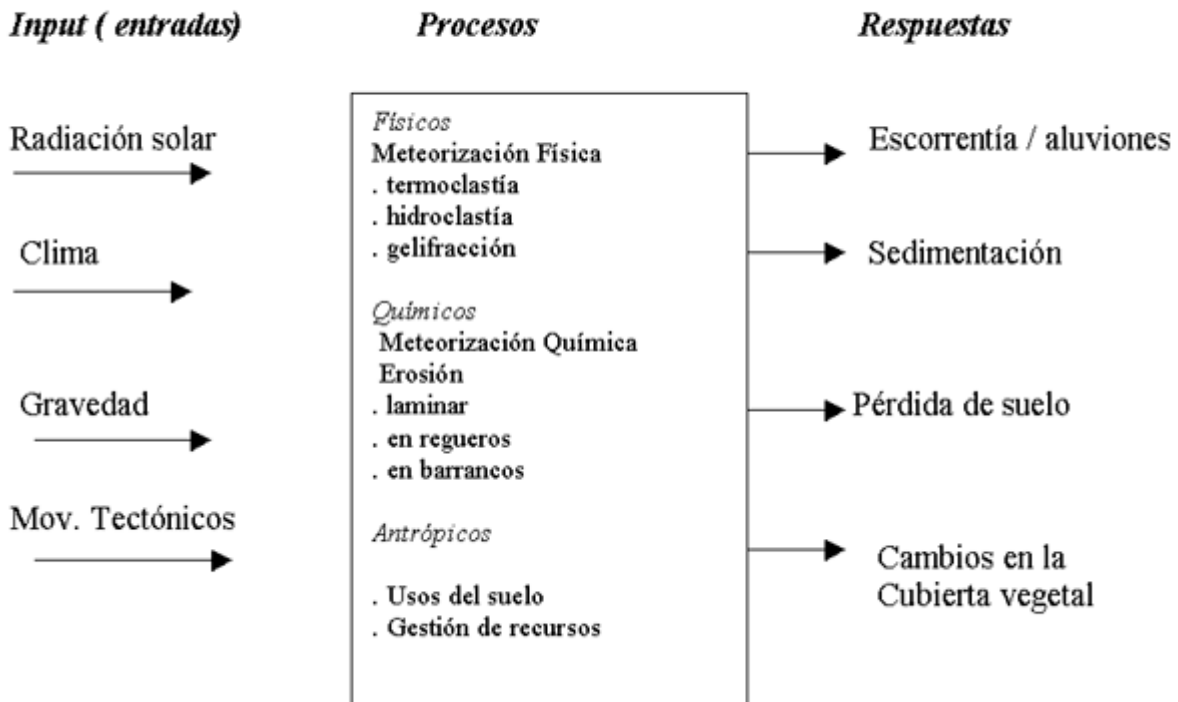 Input ( entradas)
Procesos
Respuestas
Radiación solar
Clima
Gravedad
Mov. Tectónicos
Físicos
Meteorización Física
. termoclastía
. hidroclastía
. gelifracción
Químicos
Meteorización Química
Erosión
. laminar
. en regueros
. en barrancos
Antrópicos
. Usos del suelo
. Gestión de recursos
Escorrentía / aluviones
Sedimentación
Pérdida de suelo
Cambios en la
Cubierta vegetal